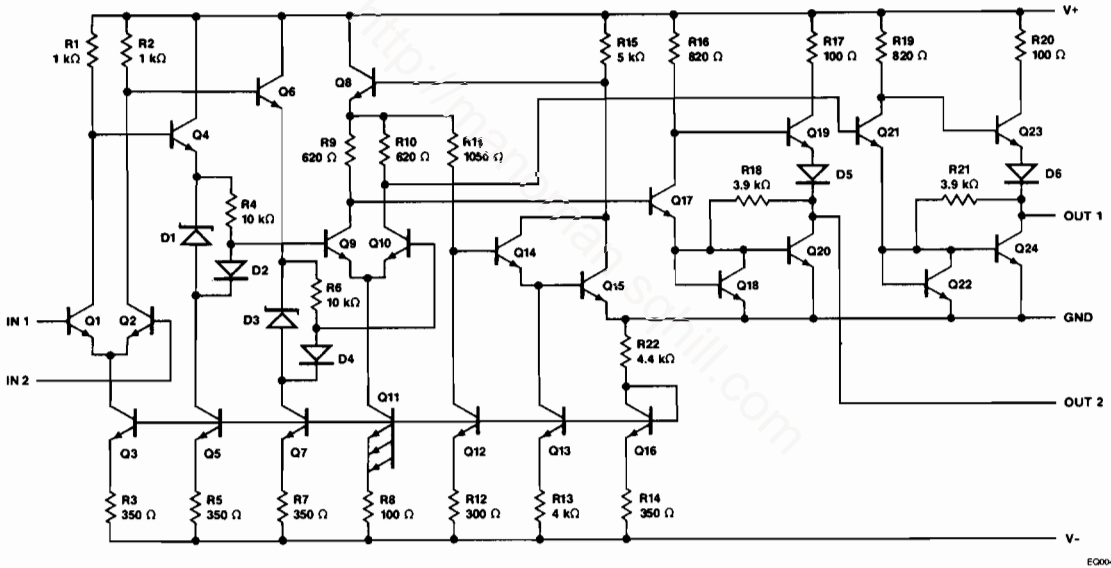 V+
R1
1 kΩ
R2
1 kΩ
Q4
Q6
Q8
R15
5 kΩ
R16
820 Ω
R17
100 Ω
R19
820 Ω
R20
100 Ω
R9
620 Ω
R10
620 Ω
R11
1050 Ω
Q19
Q21
Q23
D5
D6
R4
10 kΩ
D1
D2
Q9
Q10
Q14
Q15
Q17
R18
3.9 kΩ
R21
3.9 kΩ
OUT 1
Q20
Q24
R6
10 kΩ
D3
D4
Q18
Q22
IN 1
Q1
Q2
GND
R22
4.4 kΩ
IN 2
OUT 2
Q3
Q5
Q7
Q11
Q12
Q13
Q16
R3
350 Ω
R5
350 Ω
R7
350 Ω
R8
100 Ω
R12
300 Ω
R13
4 kΩ
R14
350 Ω
V-